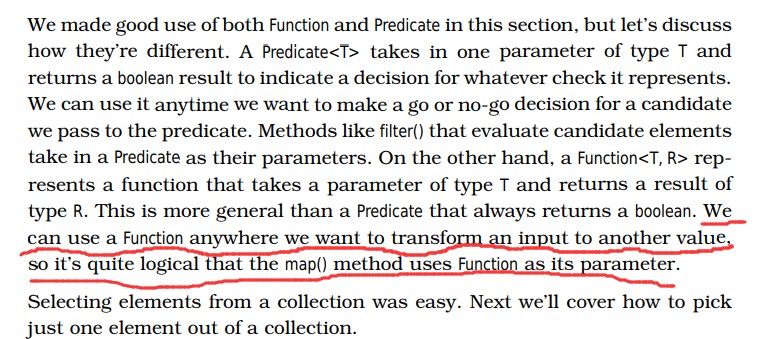 We made good use of both Function and Predicate in this section, but let’s discuss
how they’re different. A Predicate<T> takes in one parameter of type T and
returns a boolean result to indicate a decision for whatever check it represents.
We can use it anytime we want to make a go or no-go decision for a candidate
we pass to the predicate. Methods like filter() that evaluate candidate elements
take in a Predicate as their parameters. On the other hand, a Function<T, R> rep-
resents a function that takes a parameter of type T and returns a result of
type R. This is more general than a Predicate that always returns a boolean. We
can use a Function anywhere we want to transform an input to another value,
so it’s quite logical that the map() method uses Function as its parameter.
Selecting elements from a collection was easy. Next we’ll cover how to pick
just one element out of a collection.